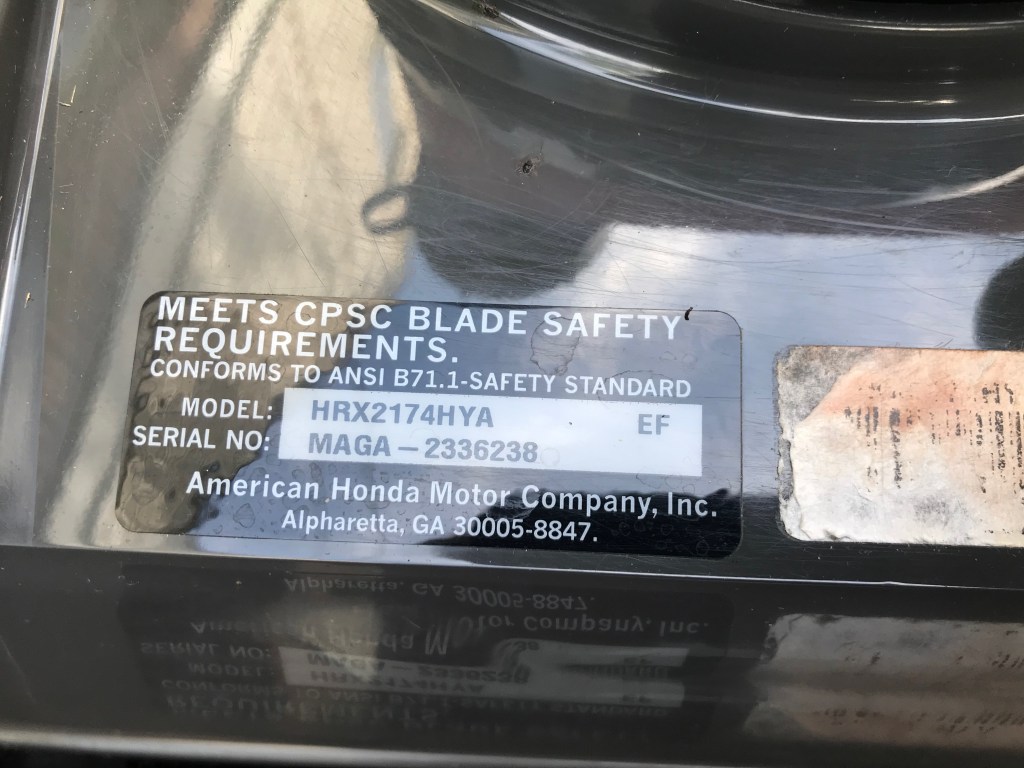 MEETS CPSC BLADE SAFETY
REQUIREMENTS.
CONFORMS TO ANSI B71.1-SAFETY STANDARD
MODEL: HRX2174HYA EF
SERIAL NO: MAGA-2336238
American Honda Motor Company, Inc.
Alpharetta, GA 30005-8847.